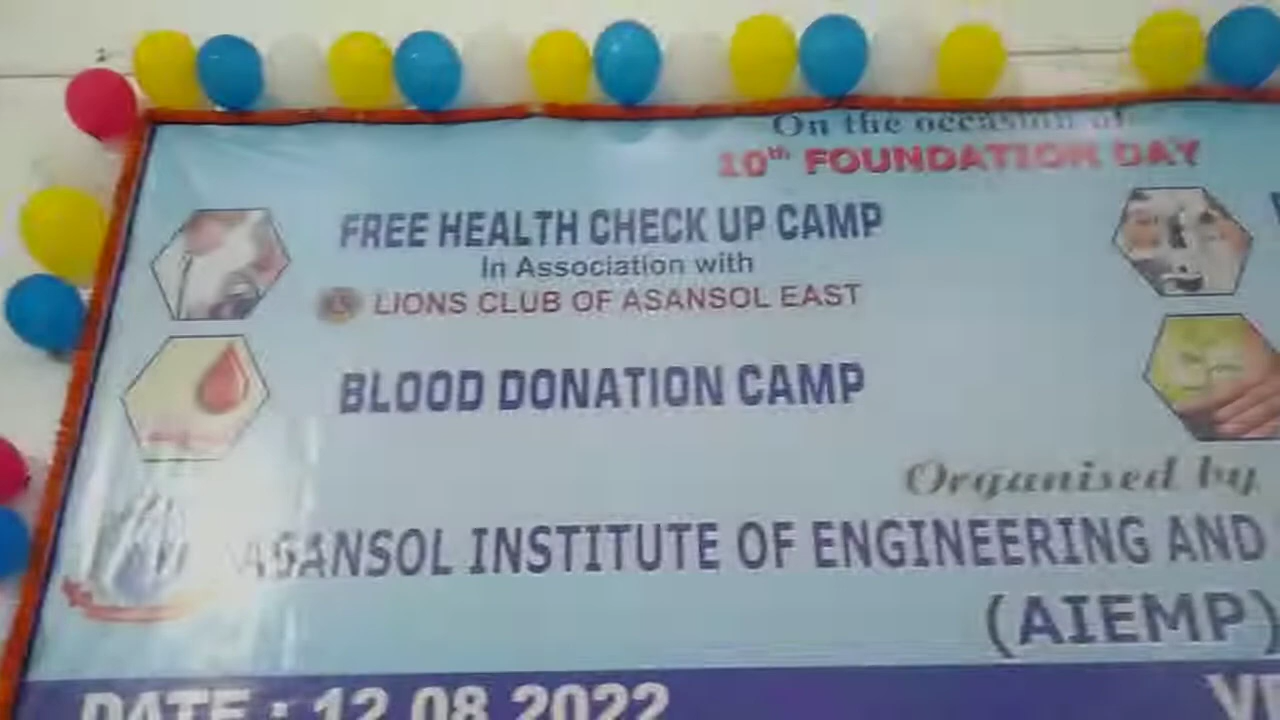 On the occasion of
10th FOUNDATION DAY
FREE HEALTH CHECK UP CAMP
In Association with
LIONS CLUB OF ASANSOL EAST
BLOOD DONATION CAMP
Organised by
ASANSOL INSTITUTE OF ENGINEERING AND
(AIEMP)
DATE : 12.08.2022